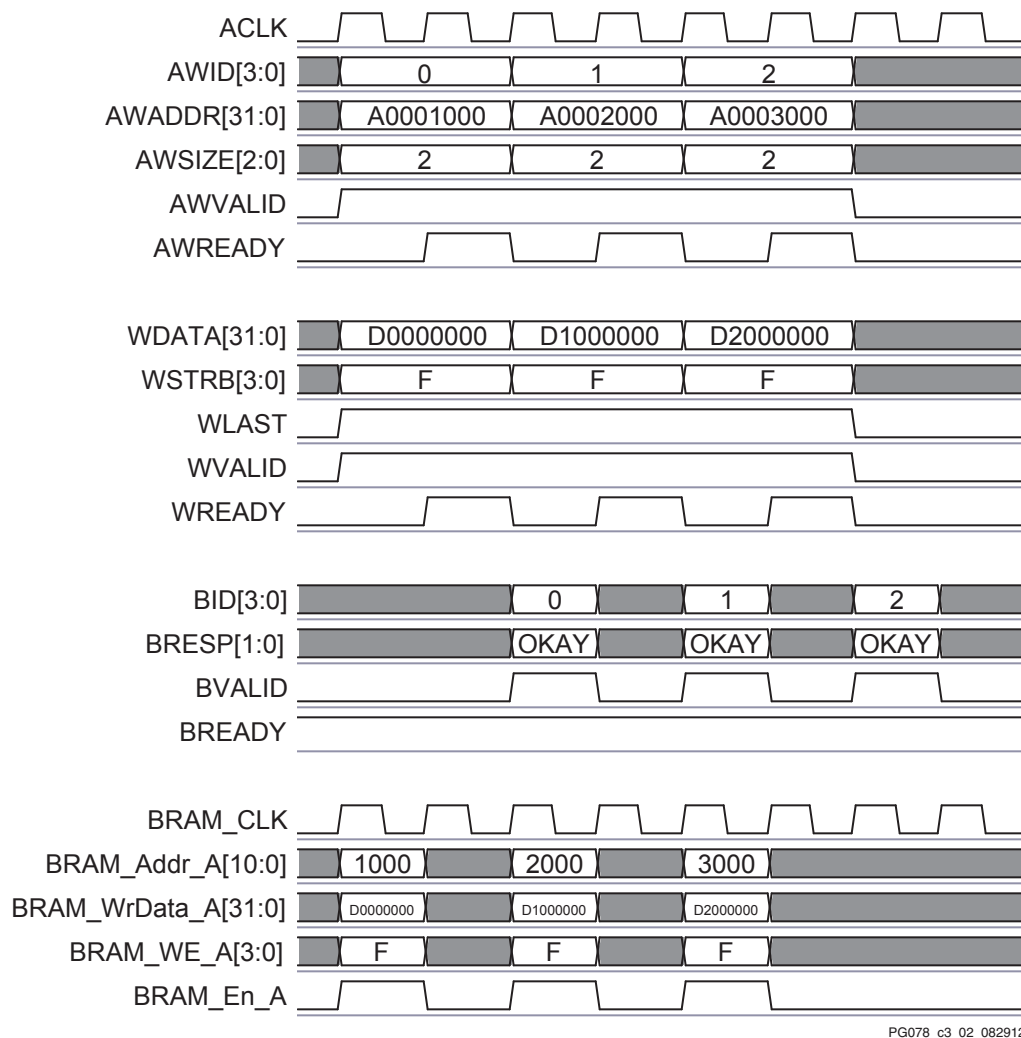 ACLK
AWID[3:0] 0 1 2
AWADDR[31:0] A0001000 A0002000 A0003000
AWSIZE[2:0] 2 2 2
AWVALID
AWREADY
WDATA[31:0] D0000000 D1000000 D2000000
WSTRB[3:0] F F F
WLAST
WVALID
WREADY
BID[3:0] 0 1 2
BRESP[1:0] OKAY OKAY OKAY
BVALID
BREADY
BRAM_CLK
BRAM_Addr_A[10:0] 1000 2000 3000
BRAM_WrData_A[31:0] D0000000 D1000000 D2000000
BRAM_WE_A[3:0] F F F
BRAM_En_A
PG078_c3_02_082912